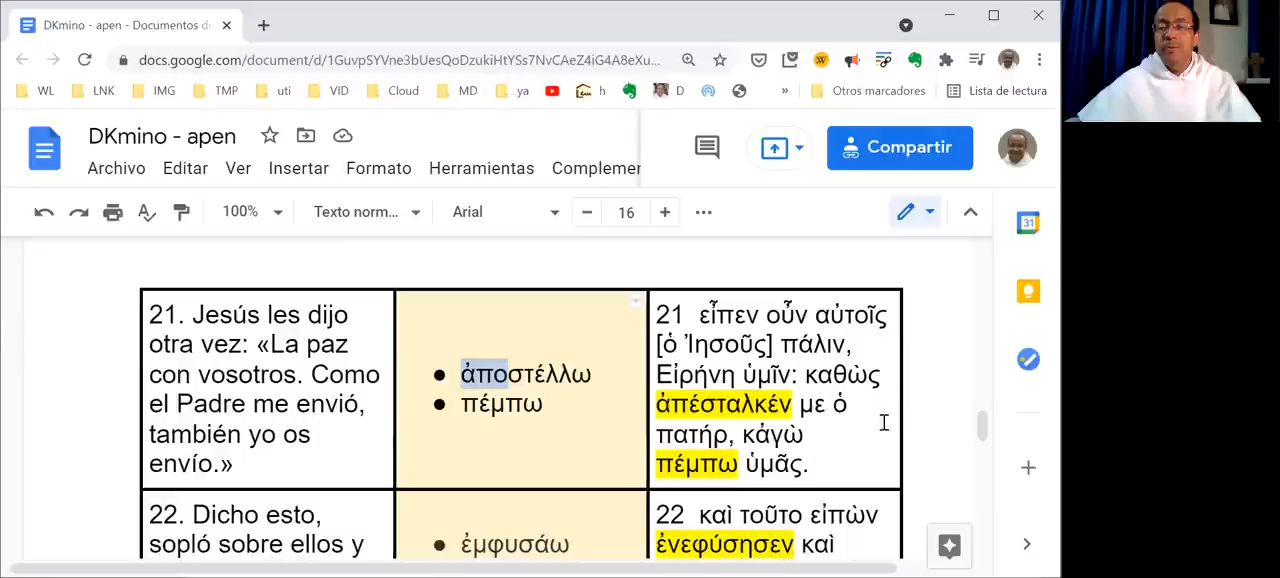 DKmino - apen - Documentos de
docs.google.com/document/d/1GuvpSYVne3bUesQoDzukiHtYSs7NvCAeZ4iG4A8eXu...
WL LNK IMG TMP uti VID Cloud MD ya h D » Otros marcadores Lista de lectura
DKmino - apen
Compartir
Archivo Editar Ver Insertar Formato Herramientas Complemen
100% Texto norm... Arial 16
31
21. Jesús les dijo
otra vez: «La paz
con vosotros. Como
el Padre me envió,
también yo os
envío.»
● ἀποστέλλω
● πέμπω
21 εἶπεν οὖν αὐτοῖς
[ὁ Ἰησοῦς] πάλιν,
Εἰρήνη ὑμῖν: καθὼς
ἀπέσταλκέν με ὁ
πατήρ, κἀγὼ
πέμπω ὑμᾶς.
22. Dicho esto,
sopló sobre ellos y
● ἐμφυσάω
22 καὶ τοῦτο εἰπὼν
ἐνεφύσησεν καὶ